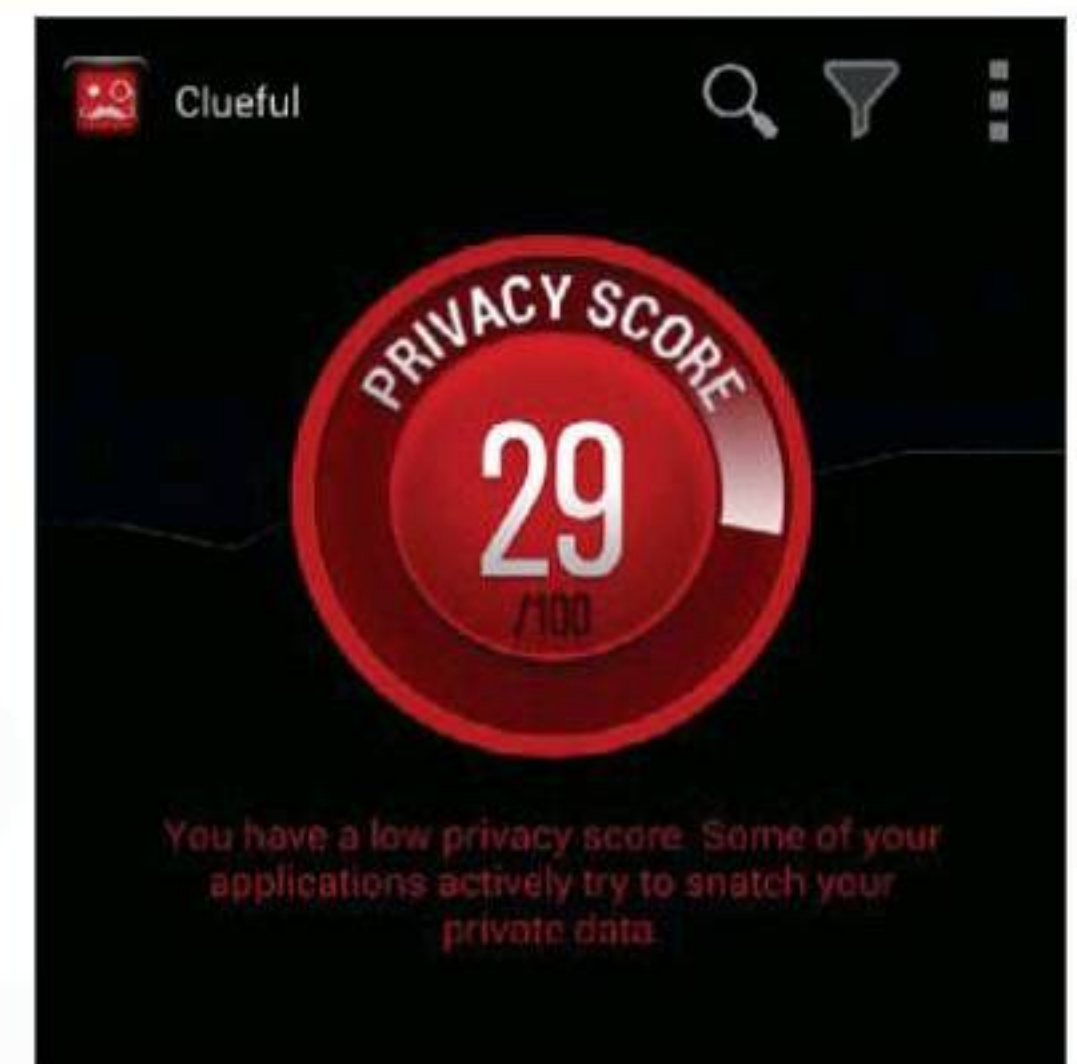 Clueful
PRIVACY SCORE
29
/100
You have a low privacy score. Some of your
applications actively try to snatch your
private data.